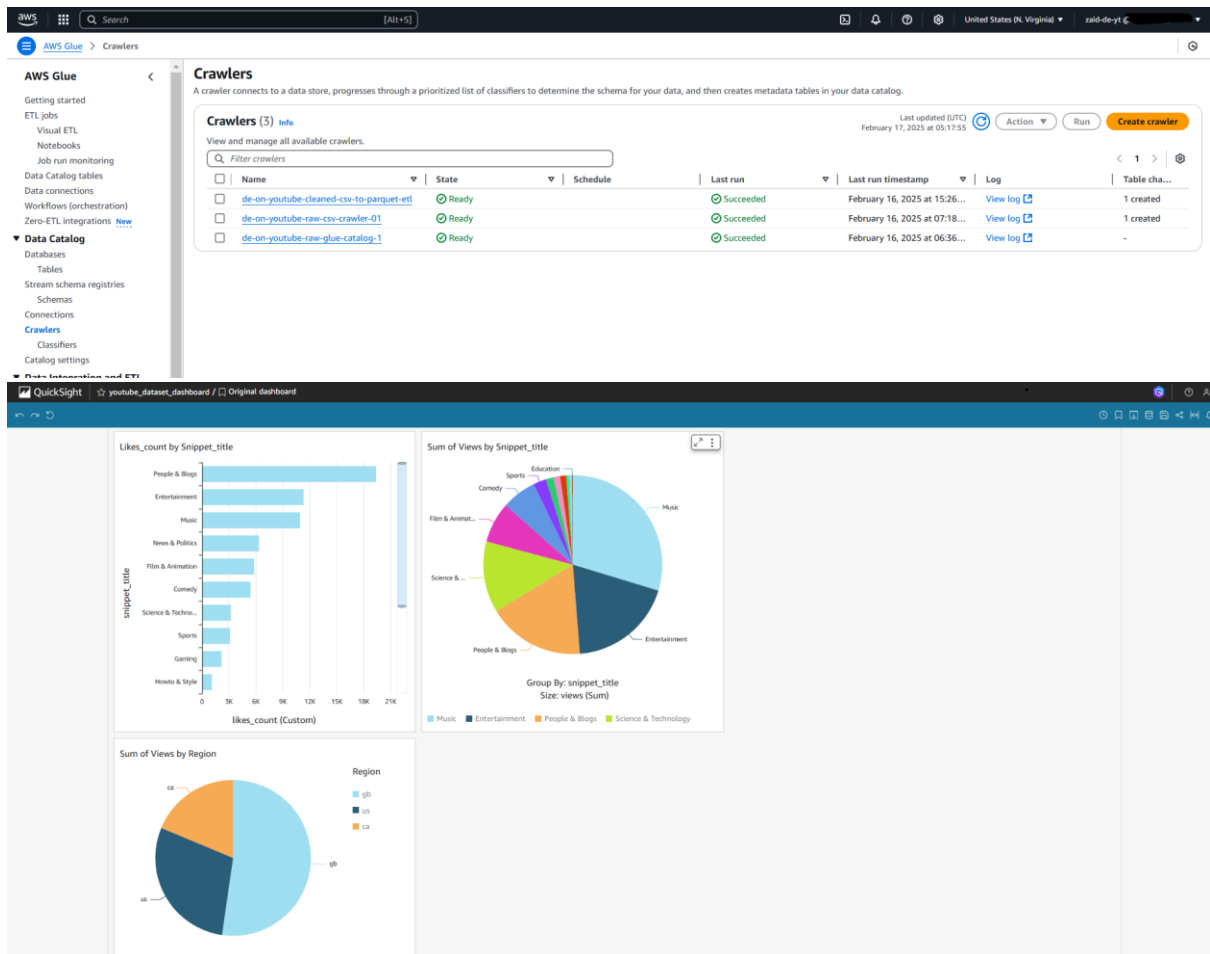 aws
Search [Alt+S]
United States (N. Virginia) ▼ zaid-de-yt @
AWS Glue > Crawlers
AWS Glue
Getting started
ETL jobs
Visual ETL
Notebooks
Job run monitoring
Data Catalog tables
Data connections
Workflows (orchestration)
Zero-ETL integrations New
Data Catalog
Databases
Tables
Stream schema registries
Schemas
Connections
Crawlers
Classifiers
Catalog settings
Data Integration and ETL
Crawlers
A crawler connects to a data store, progresses through a prioritized list of classifiers to determine the schema for your data, and then creates metadata tables in your data catalog.
Crawlers (3) Info
Last updated (UTC)
February 17, 2025 at 05:17:55
Action ▼ Run Create crawler
View and manage all available crawlers.
Filter crawlers
< 1 >
Name State Schedule Last run Last run timestamp Log Table cha...
de-on-youtube-cleaned-csv-to-parquet-etl Ready Succeeded February 16, 2025 at 15:26... View log 1 created
de-on-youtube-raw-csv-crawler-01 Ready Succeeded February 16, 2025 at 07:18... View log 1 created
de-on-youtube-raw-glue-catalog-1 Ready Succeeded February 16, 2025 at 06:36... View log -
QuickSight youtube_dataset_dashboard / Original dashboard
Likes_count by Snippet_title
snippet_title
People & Blogs
Entertainment
Music
News & Politics
Film & Animation
Comedy
Science & Techno...
Sports
Gaming
Howto & Style
0 3K 6K 9K 12K 15K 18K 21K
likes_count (Custom)
Sum of Views by Snippet_title
Education
Sports
Comedy
Film & Animat...
Science & ...
People & Blogs
Music
Entertainment
Group By: snippet_title
Size: views (Sum)
Music Entertainment People & Blogs Science & Technology
Sum of Views by Region
Region
gb
us
ca
ca
gb
us